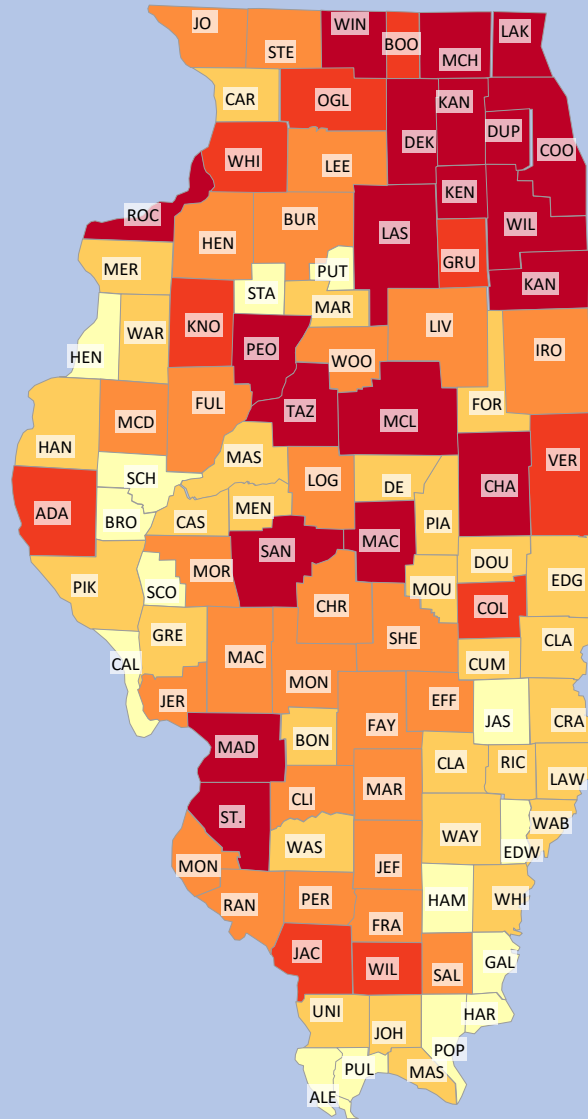 JO
STE
WIN
BOO
MCH
LAK
CAR
OGL
DEK
KAN
DUP
COO
WHI
LEE
KEN
ROC
HEN
BUR
LAS
GRU
WIL
MER
STA
PUT
MAR
KAN
HEN
WAR
KNO
PEO
WOO
LIV
IRO
HAN
MCD
FUL
TAZ
MCL
FOR
ADA
SCH
MAS
LOG
DE
CHA
VER
BRO
CAS
MEN
PIA
PIK
SCO
MOR
SAN
MAC
DOU
EDG
MOU
CAL
GRE
MAC
CHR
SHE
COL
CLA
CUM
JER
MON
FAY
EFF
JAS
CRA
MAD
BON
CLA
RIC
LAW
ST.
CLI
MAR
WAY
EDW
WAB
MON
WAS
JEF
RAN
PER
FRA
HAM
WHI
JAC
WIL
SAL
GAL
UNI
JOH
POP
HAR
ALE
PUL
MAS